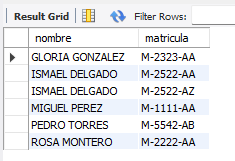 Result Grid Filter Rows:
nombre matricula
GLORIA GONZALEZ M-2323-AA
ISMAEL DELGADO M-2522-AA
ISMAEL DELGADO M-2522-AZ
MIGUEL PEREZ M-1111-AA
PEDRO TORRES M-5542-AB
ROSA MONTERO M-2222-AA